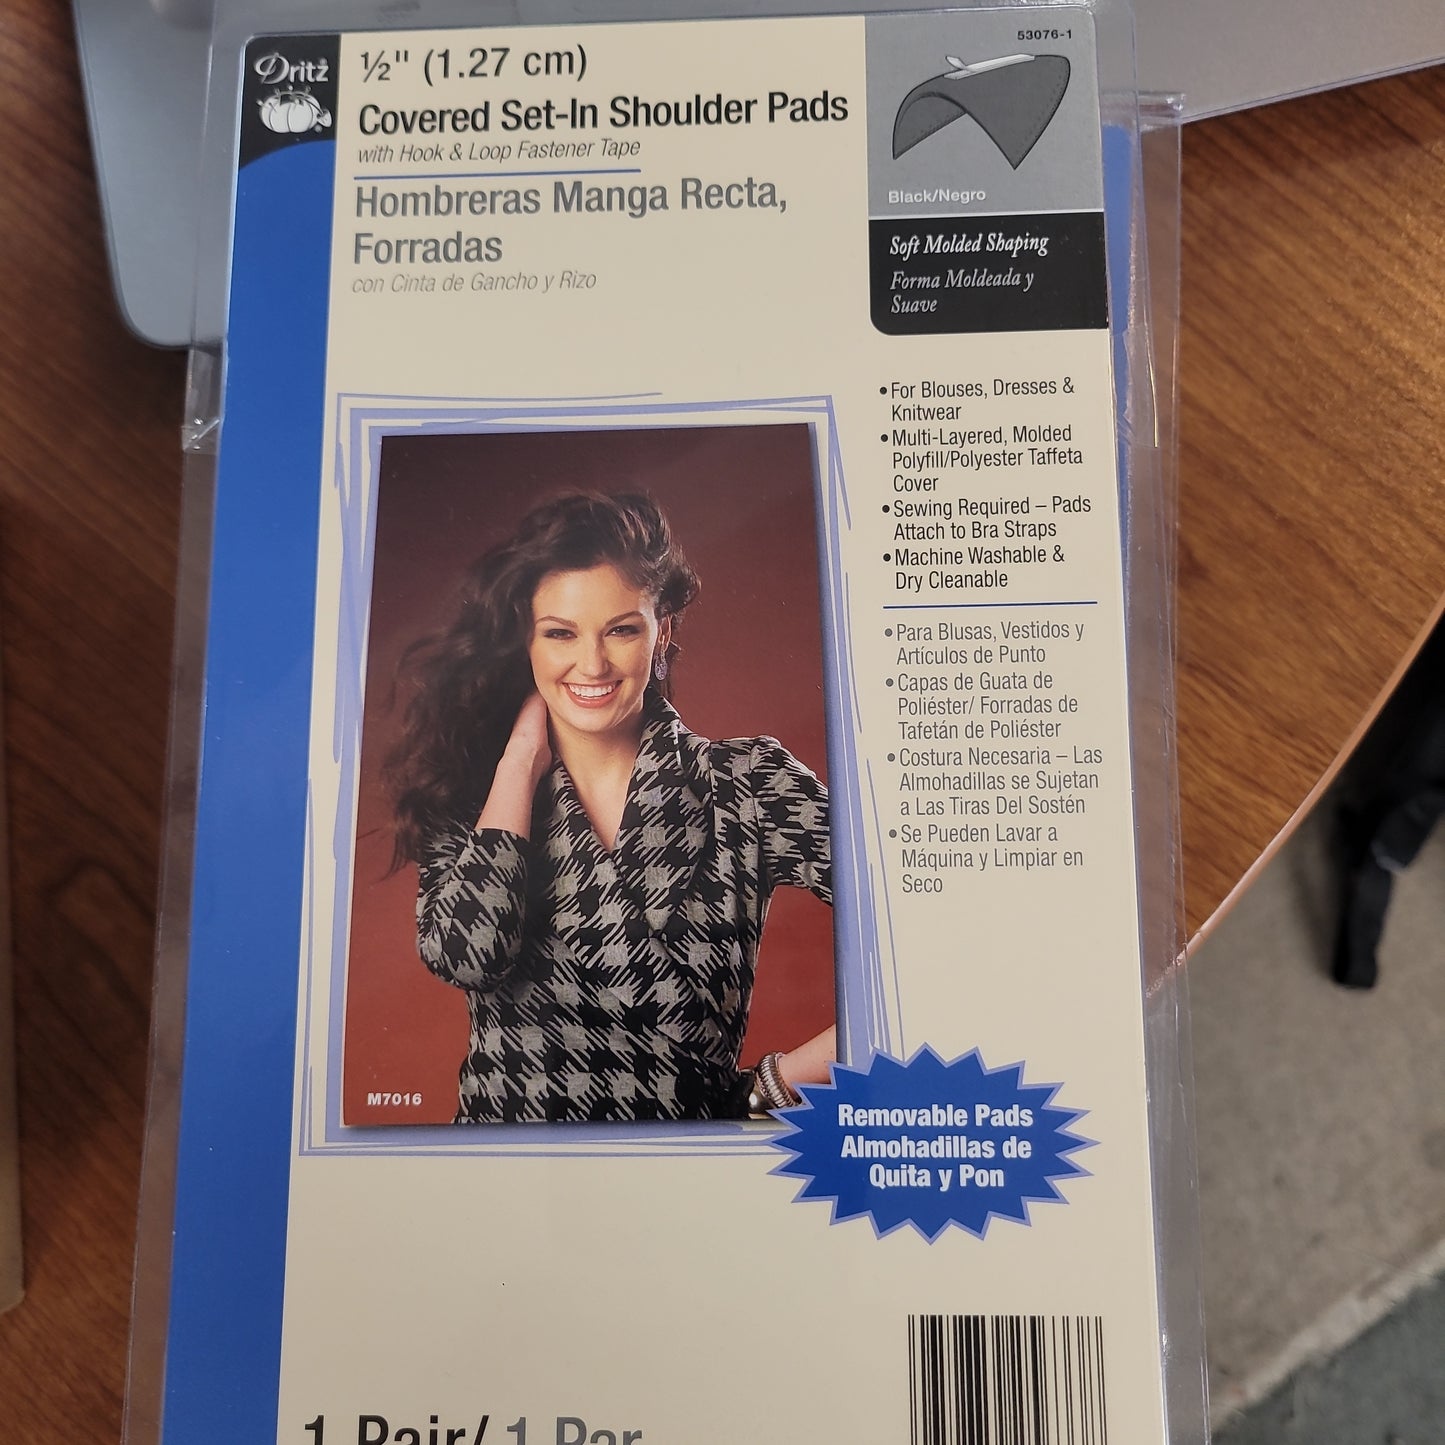 Dritz
½" (1.27 cm)
Covered Set-In Shoulder Pads
with Hook & Loop Fastener Tape
Hombreras Manga Recta,
Forradas
con Cinta de Gancho y Rizo
53076-1
Black/Negro
Soft Molded Shaping
Forma Moldeada y
Suave
•For Blouses, Dresses &
Knitwear
•Multi-Layered, Molded
Polyfill/Polyester Taffeta
Cover
•Sewing Required – Pads
Attach to Bra Straps
•Machine Washable &
Dry Cleanable
•Para Blusas, Vestidos y
Artículos de Punto
•Capas de Guata de
Poliéster/ Forradas de
Tafetán de Poliéster
•Costura Necesaria – Las
Almohadillas se Sujetan
a Las Tiras Del Sostén
•Se Pueden Lavar a
Máquina y Limpiar en
Seco
M7016
Removable Pads
Almohadillas de
Quita y Pon
1 Pair/ 1 Par